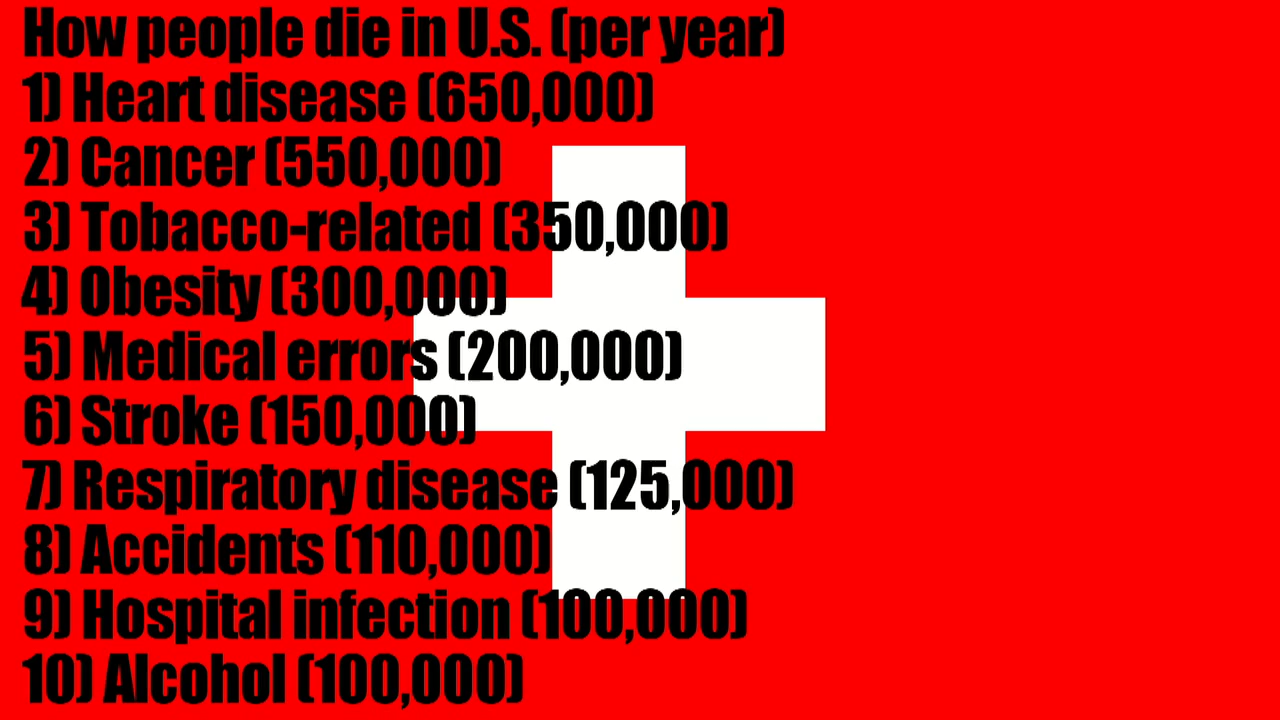 How people die in U.S. (per year)
1) Heart disease (650,000)
2) Cancer (550,000)
3) Tobacco-related (350,000)
4) Obesity (300,000)
5) Medical errors (200,000)
6) Stroke (150,000)
7) Respiratory disease (125,000)
8) Accidents (110,000)
9) Hospital infection (100,000)
10) Alcohol (100,000)